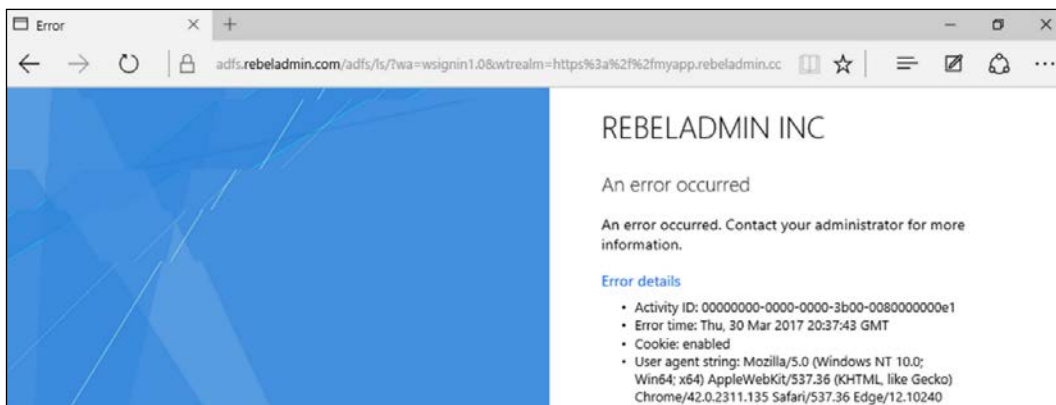 Error
adfs.rebeladmin.com/adfs/ls/?wa=wsignin1.0&wtrealm=https%3a%2f%2fmyapp.rebeladmin.cc
REBELADMIN INC
An error occurred
An error occurred. Contact your administrator for more
information.
Error details
• Activity ID: 00000000-0000-0000-3b00-0080000000e1
• Error time: Thu, 30 Mar 2017 20:37:43 GMT
• Cookie: enabled
• User agent string: Mozilla/5.0 (Windows NT 10.0;
Win64; x64) AppleWebKit/537.36 (KHTML, like Gecko)
Chrome/42.0.2311.135 Safari/537.36 Edge/12.10240